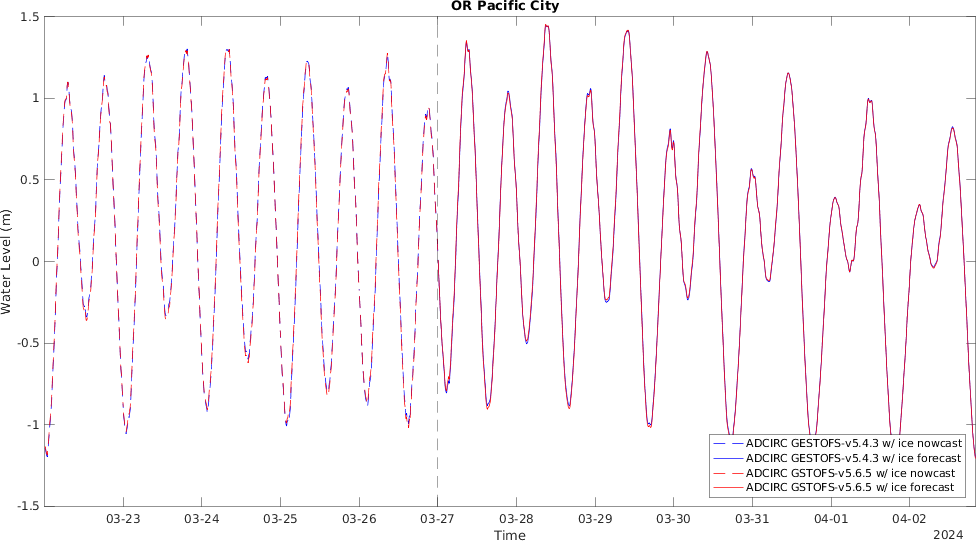 OR Pacific City
1.5
1
0.5
0
-0.5
-1
-1.5
Water Level (m)
ADCIRC GESTOFS-v5.4.3 w/ ice nowcast
ADCIRC GESTOFS-v5.4.3 w/ ice forecast
ADCIRC GSTOFS-v5.6.5 w/ ice nowcast
ADCIRC GSTOFS-v5.6.5 w/ ice forecast
03-23 03-24 03-25 03-26 03-27 03-28 03-29 03-30 03-31 04-01 04-02
Time
2024